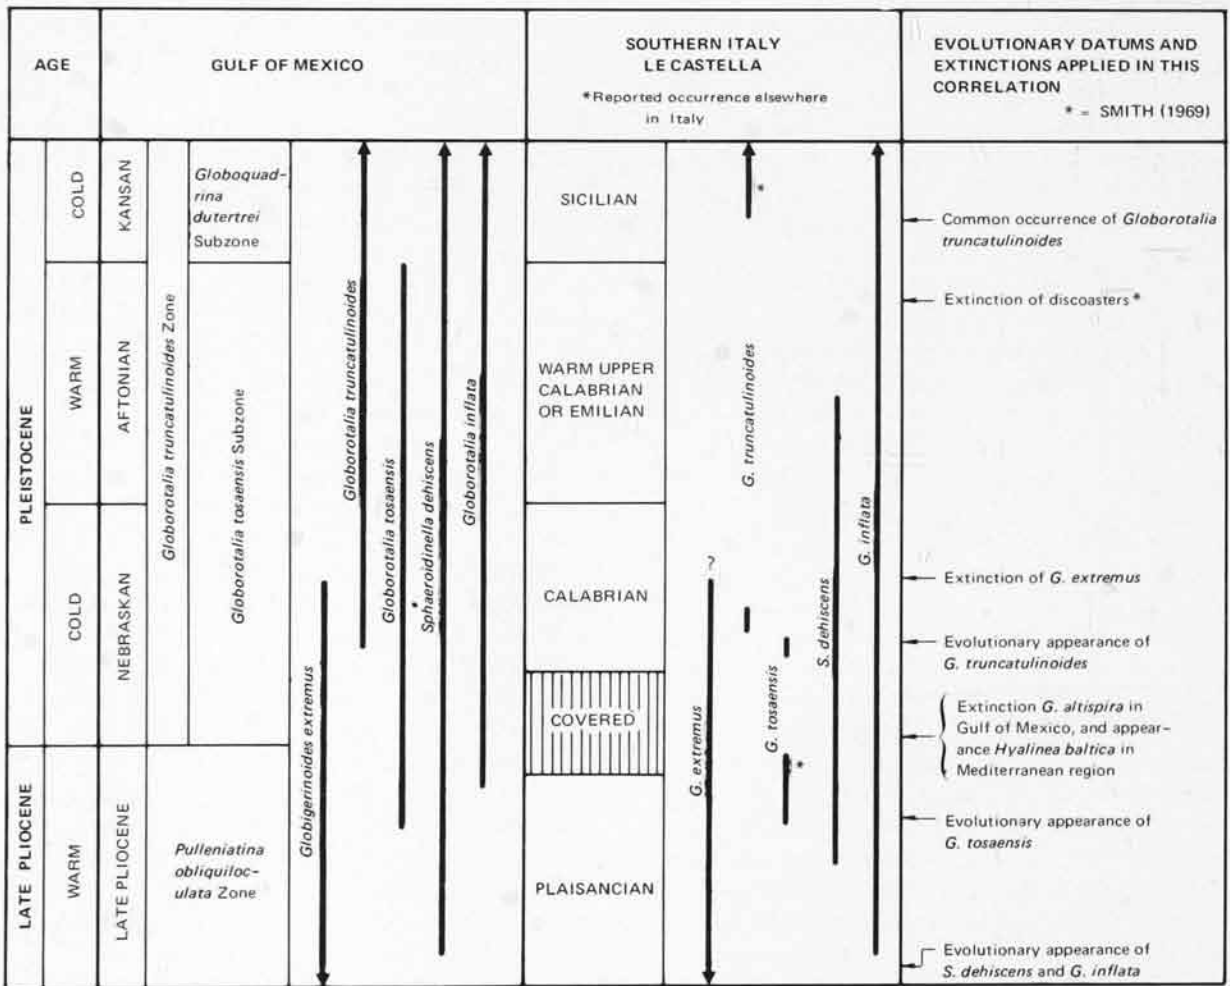 AGE
GULF OF MEXICO
SOUTHERN ITALY
LE CASTELLA
*Reported occurrence elsewhere
in Italy
EVOLUTIONARY DATUMS AND
EXTINCTIONS APPLIED IN THIS
CORRELATION
* = SMITH (1969)
PLEISTOCENE
LATE PLIOCENE
COLD
WARM
COLD
WARM
KANSAN
AFTONIAN
NEBRASKAN
LATE PLIOCENE
Globorotalia truncatulinoides Zone
Globoquad-
rina
dutertrei
Subzone
Globorotalia tosaensis Subzone
Pulleniatina
obliquiloc-
ulata Zone
Globigerinoides extremus
Globorotalia truncatulinoides
Globorotalia tosaensis
*
Sphaeroidinella dehiscens
Globorotalia inflata
SICILIAN
WARM UPPER
CALABRIAN
OR EMILIAN
CALABRIAN
COVERED
PLAISANCIAN
?
G. extremus
*
G. truncatulinoides
G. tosaensis
*
S. dehiscens
G. inflata
Common occurrence of Globorotalia
truncatulinoides
Extinction of discoasters*
Extinction of G. extremus
Evolutionary appearance of
G. truncatulinoides
Extinction G. altispira in
Gulf of Mexico, and appear-
ance Hyalinea baltica in
Mediterranean region
Evolutionary appearance of
G. tosaensis
Evolutionary appearance of
S. dehiscens and G. inflata